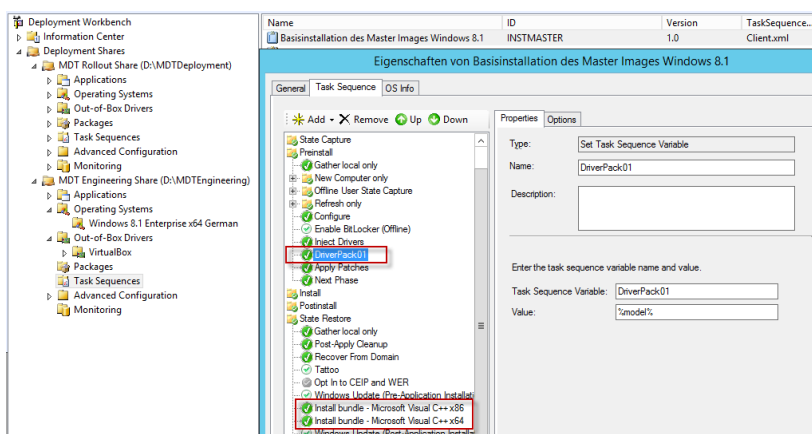 Deployment Workbench
Information Center
Deployment Shares
MDT Rollout Share (D:\MDTDeployment)
Applications
Operating Systems
Out-of-Box Drivers
Packages
Task Sequences
Advanced Configuration
Monitoring
MDT Engineering Share (D:\MDTEngineering)
Applications
Operating Systems
Windows 8.1 Enterprise x64 German
Out-of-Box Drivers
VirtualBox
Packages
Task Sequences
Advanced Configuration
Monitoring
Name ID Version TaskSequence...
Basisinstallation des Master Images Windows 8.1 INSTMASTER 1.0 Client.xml
Eigenschaften von Basisinstallation des Master Images Windows 8.1
General Task Sequence OS Info
Add Remove Up Down
State Capture
Preinstall
Gather local only
New Computer only
Offline User State Capture
Refresh only
Configure
Enable BitLocker (Offline)
Inject Drivers
DriverPack01
Apply Patches
Next Phase
Install
Postinstall
State Restore
Gather local only
Post-Apply Cleanup
Recover From Domain
Tattoo
Opt In to CEIP and WER
Windows Update (Pre-Application Installati
Install bundle - Microsoft Visual C++ x86
Install bundle - Microsoft Visual C++ x64
Windows Update (Post-Application Installa
Properties Options
Type: Set Task Sequence Variable
Name: DriverPack01
Description:
Enter the task sequence variable name and value.
Task Sequence Variable: DriverPack01
Value: %model%